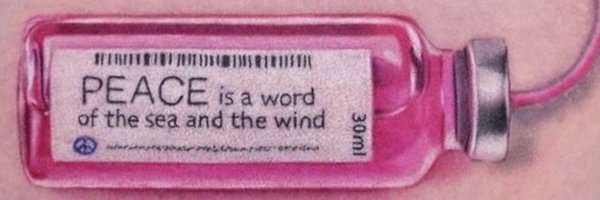 PEACE is a word
of the sea and the wind
30ml